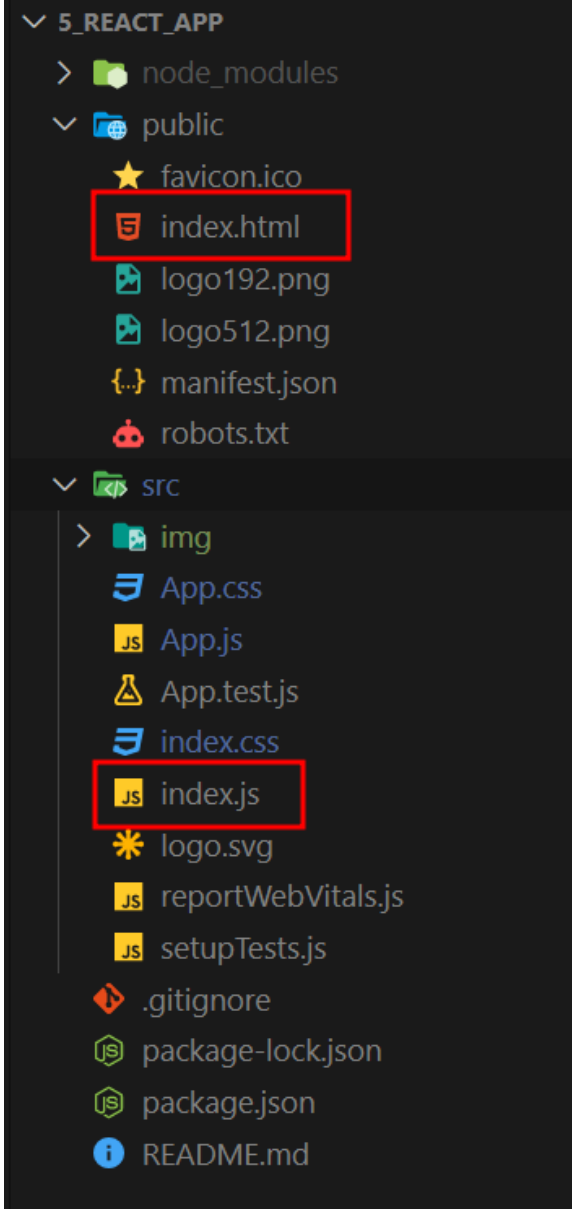 5_REACT_APP
node_modules
public
favicon.ico
index.html
logo192.png
logo512.png
manifest.json
robots.txt
src
img
App.css
App.js
App.test.js
index.css
index.js
logo.svg
reportWebVitals.js
setupTests.js
.gitignore
package-lock.json
package.json
README.md